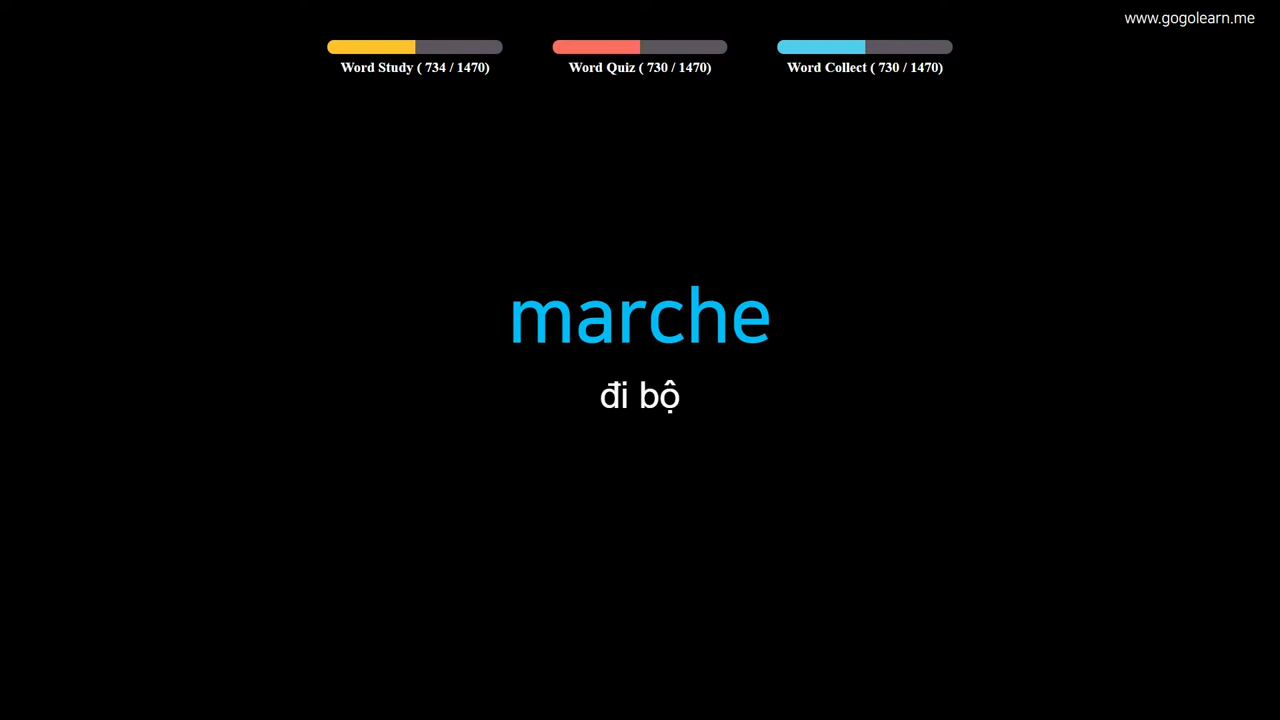 www.gogolearn.me
Word Study ( 734 / 1470)
Word Quiz ( 730 / 1470)
Word Collect ( 730 / 1470)
marche
đi bộ